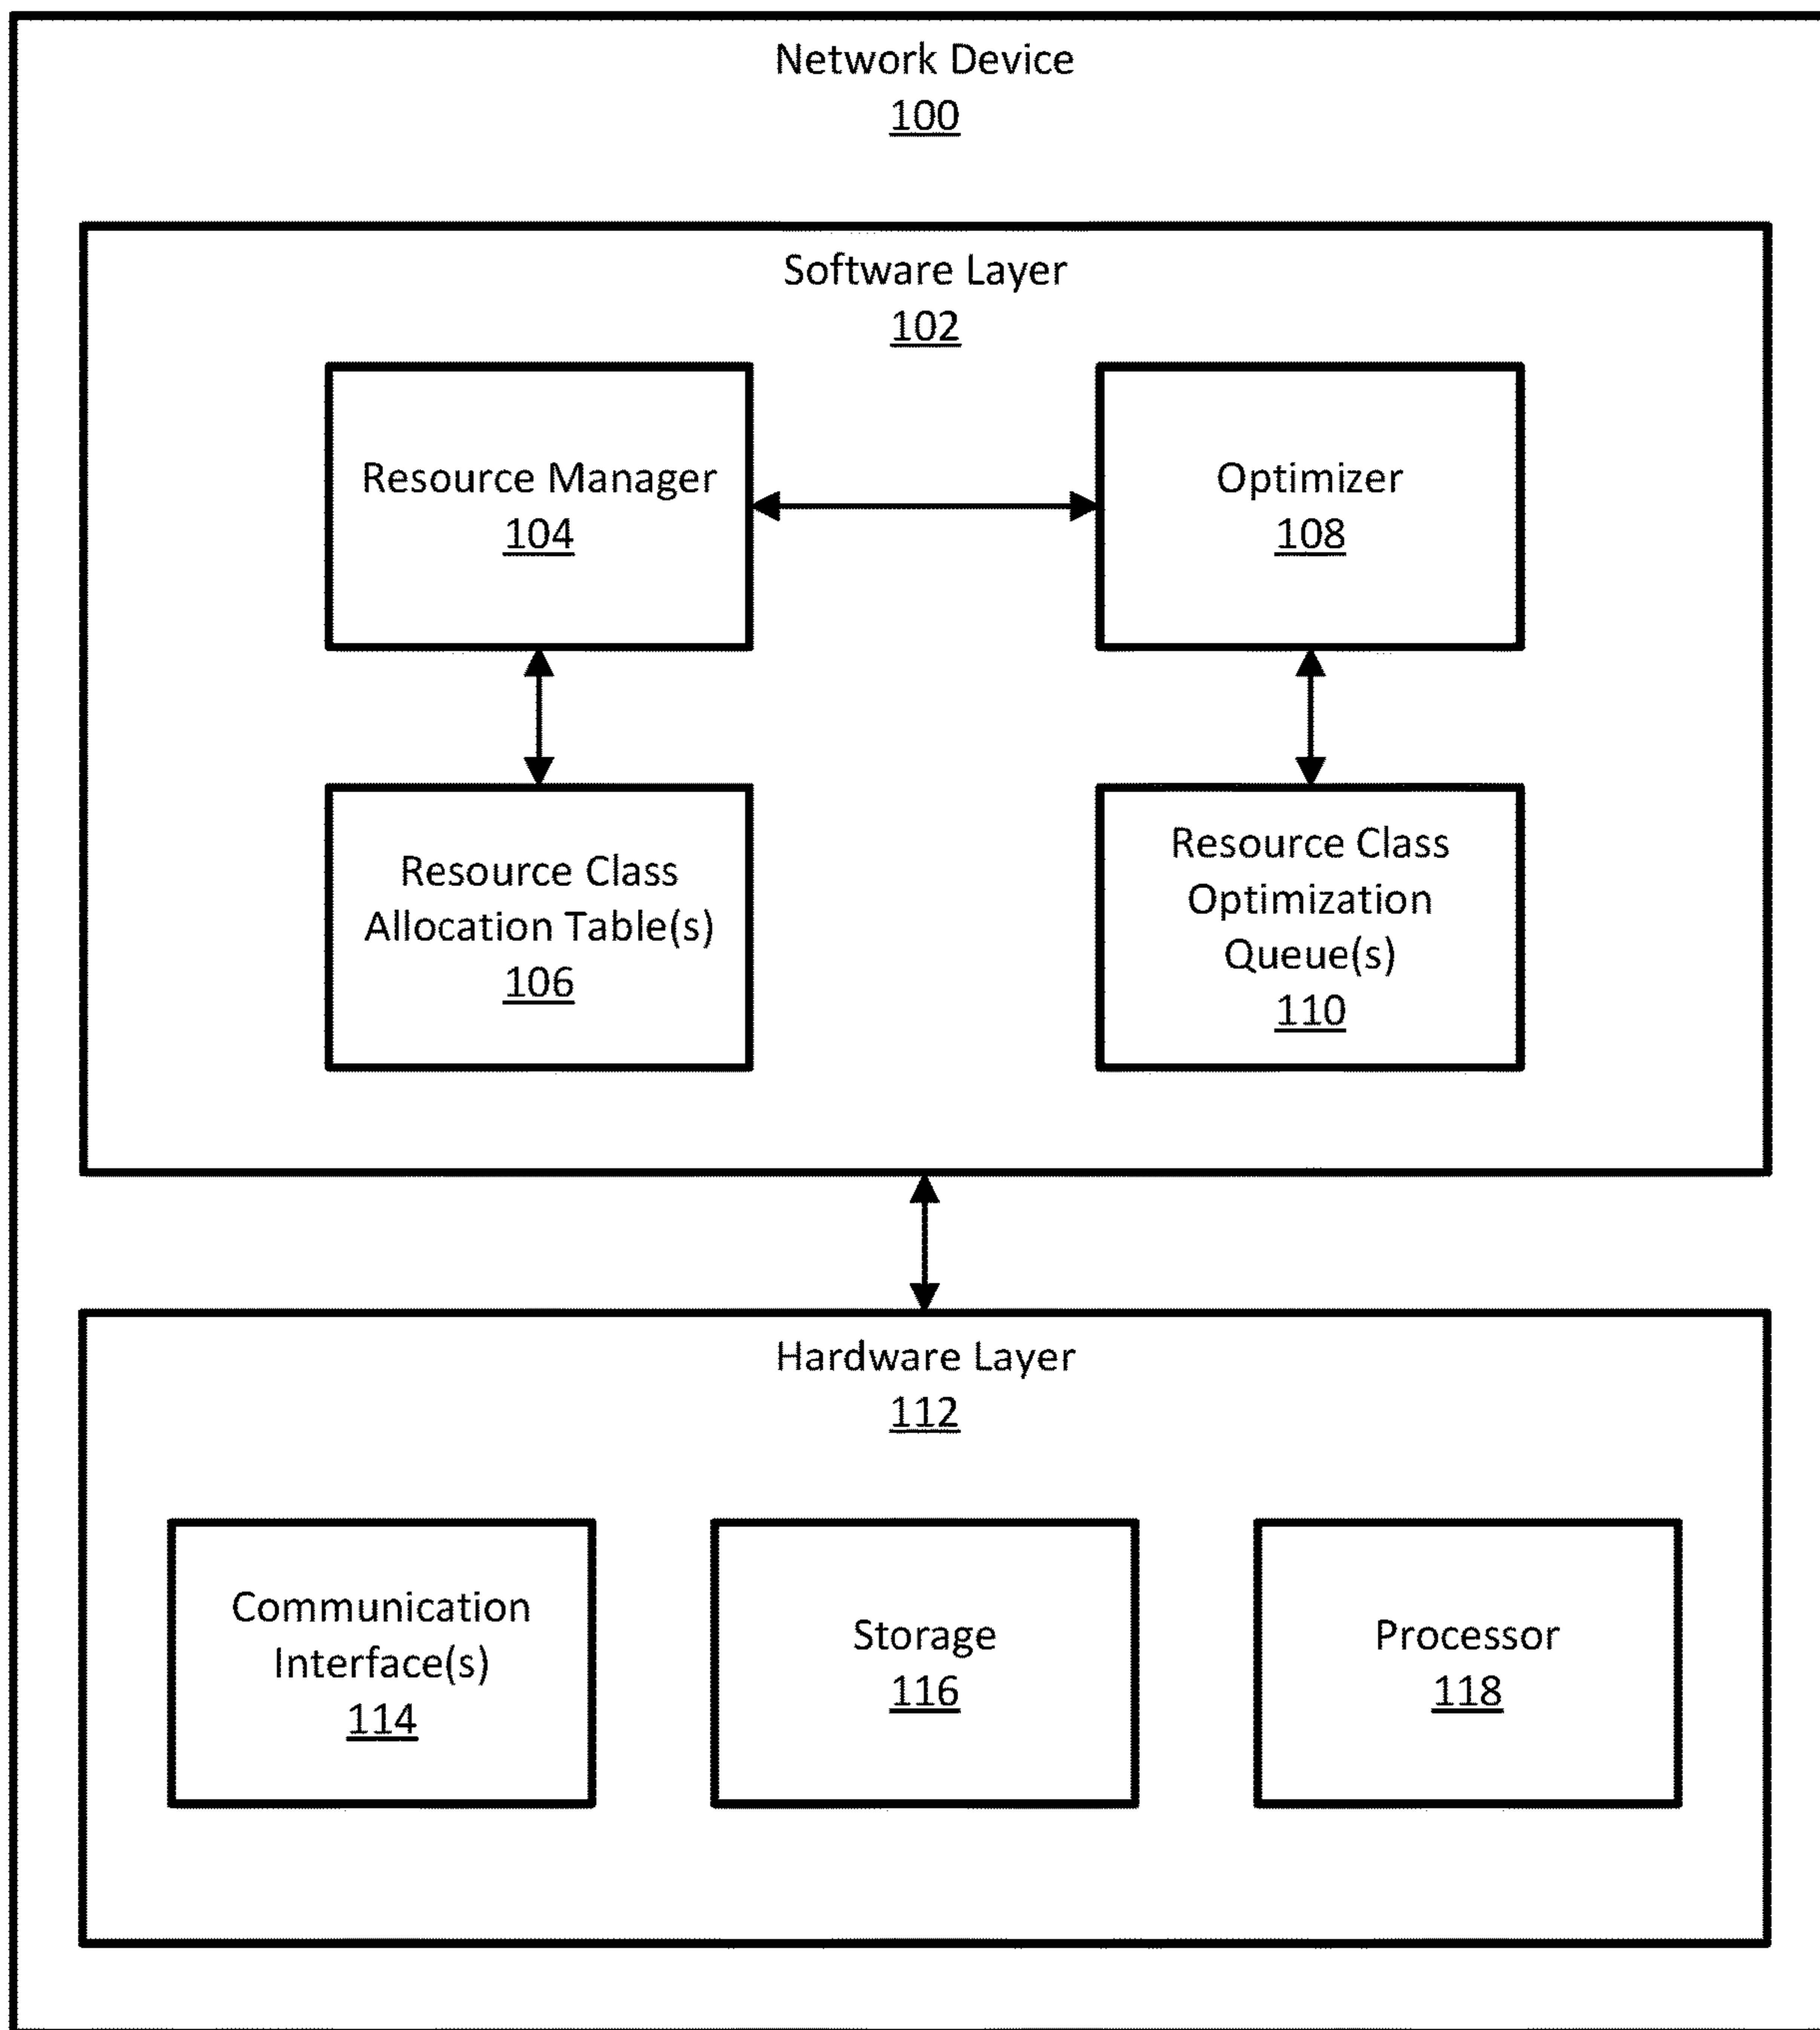 Network Device
100
Software Layer
102
Resource Manager
104
Optimizer
108
Resource Class
Allocation Table(s)
106
Resource Class
Optimization
Queue(s)
110
Hardware Layer
112
Communication
Interface(s)
114
Storage
116
Processor
118